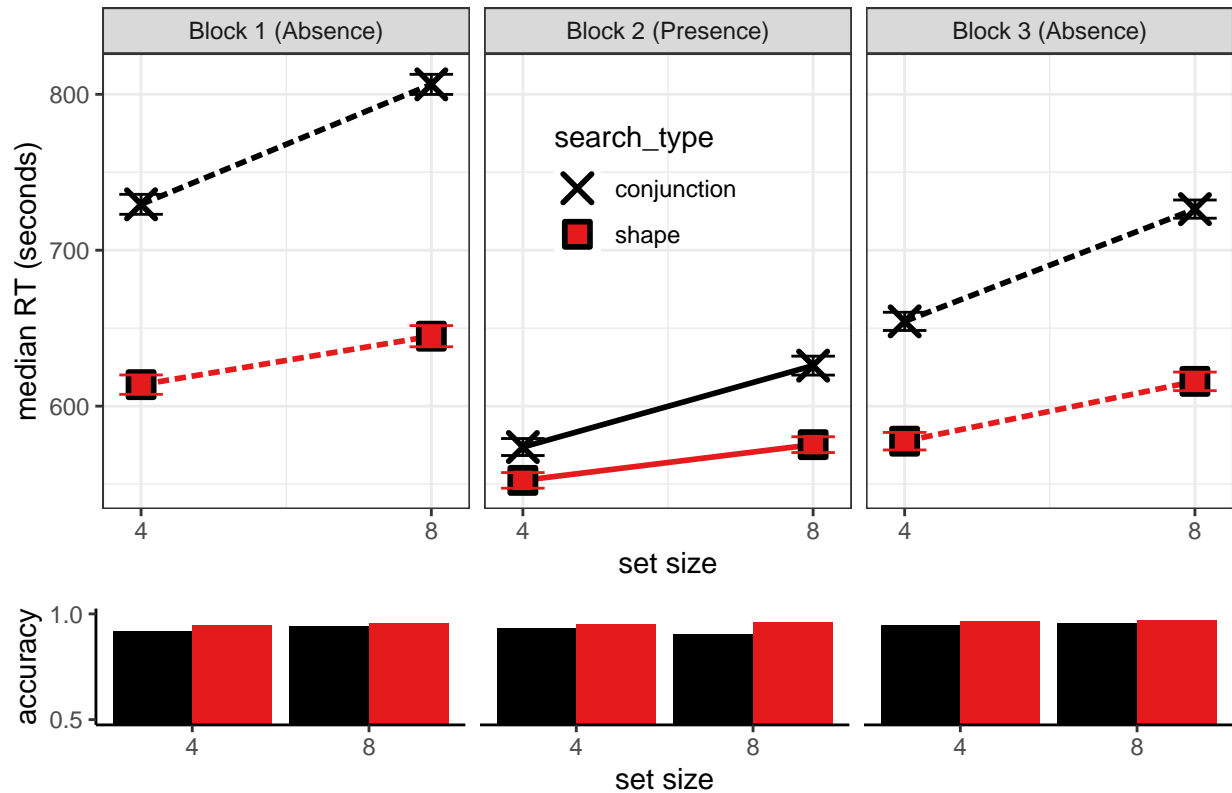 Block 1 (Absence) Block 2 (Presence) Block 3 (Absence)
median RT (seconds)
800
700
600
search_type
conjunction
shape
4 8 4 8 4 8
set size
accuracy
1.0
0.5
4 8 4 8 4 8
set size